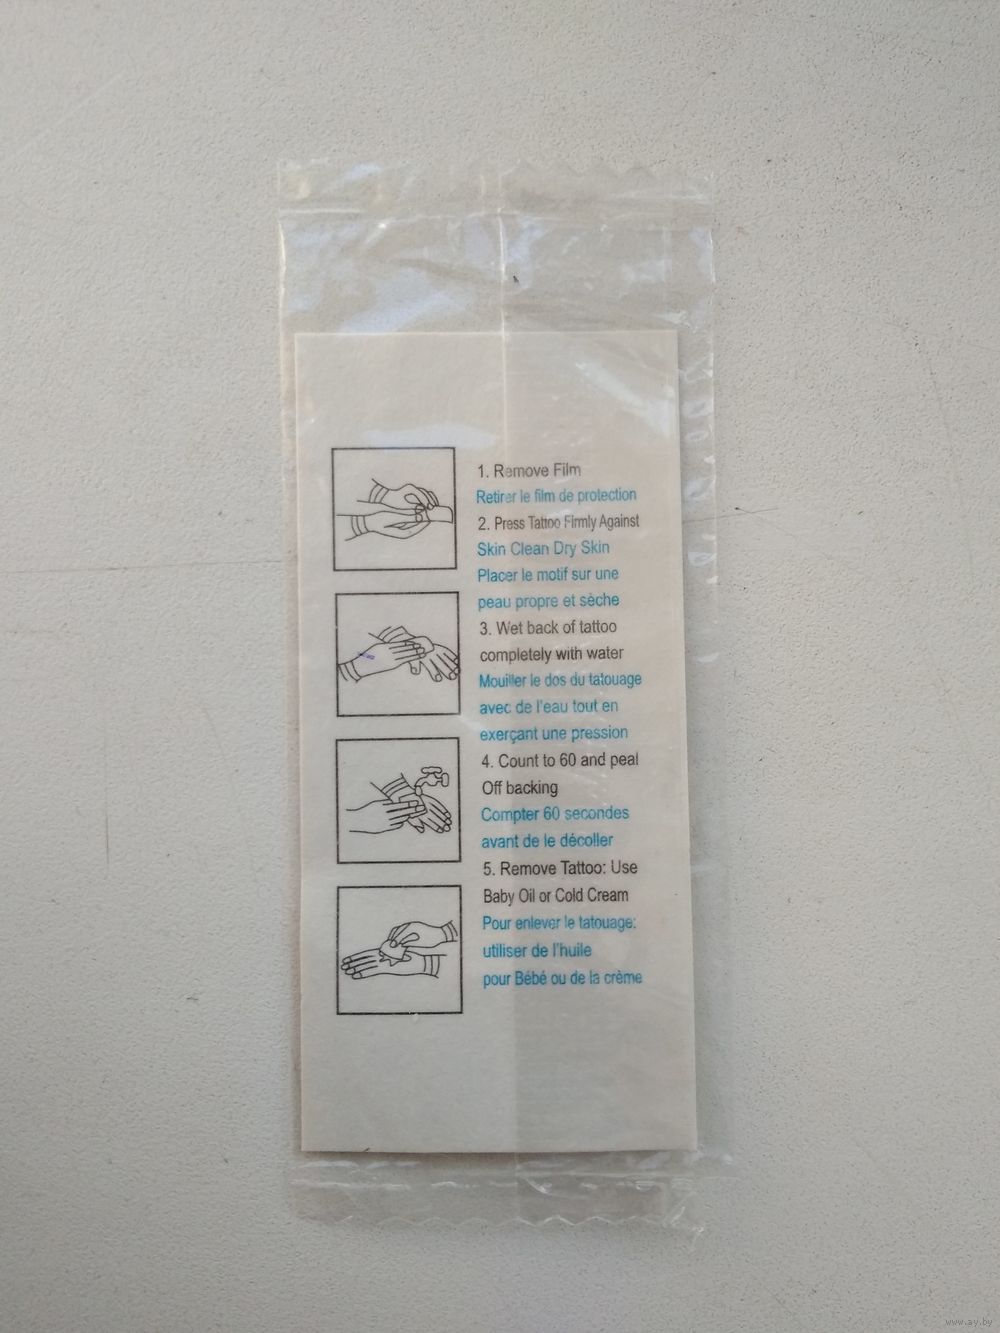 1. Remove Film
Retirer le film de protection
2. Press Tattoo Firmly Against
Skin Clean Dry Skin
Placer le motif sur une
peau propre et sèche
3. Wet back of tattoo
completely with water
Mouiller le dos du tatouage
avec de l'eau tout en
exerçant une pression
4. Count to 60 and peal
Off backing
Compter 60 secondes
avant de le décoller
5. Remove Tattoo: Use
Baby Oil or Cold Cream
Pour enlever le tatouage:
utiliser de l'huile
pour Bébé ou de la crème
www.ay.by